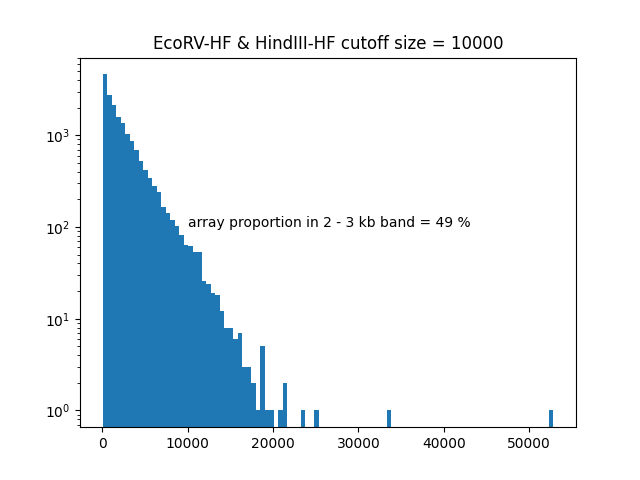 EcoRV-HF & HindIII-HF cutoff size = 10000
10³
10²
10¹
10⁰
array proportion in 2 - 3 kb band = 49 %
0 10000 20000 30000 40000 50000